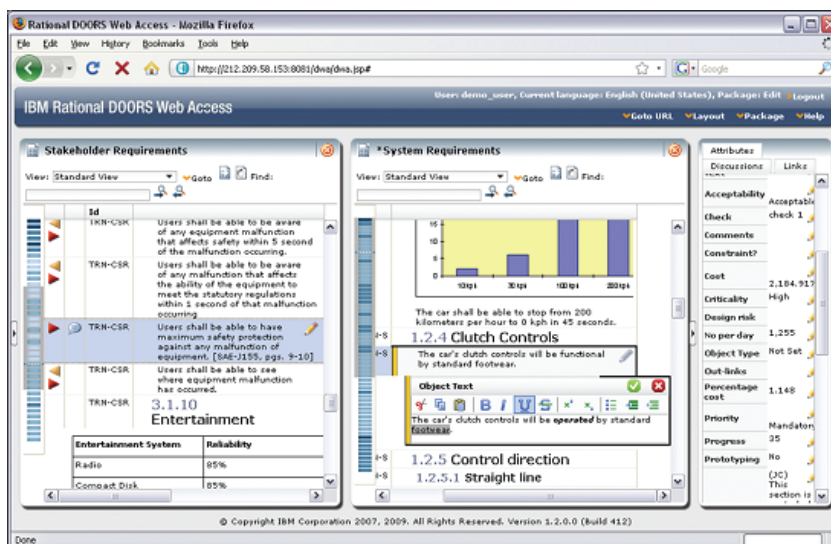 Rational DOORS Web Access - Mozilla Firefox
File Edit View History Bookmarks Tools Help
http://212.209.58.153:8081/dwa/dwa.jsp#
Google
User: demo_user, Current language: English (United States), Package: Edit Logout
IBM Rational DOORS Web Access
Goto URL Layout Package Help
Stakeholder Requirements
View: Standard View Goto Find:
Id
TRN-CSR Users shall be able to be aware
of any equipment malfunction
that affects safety within 5 second
of the malfunction occurring.
TRN-CSR Users shall be able to be aware
of any malfunction that affects
the ability of the equipment to
meet the statutory regulations
within 1 second of that malfunction
occurring
TRN-CSR Users shall be able to have
maximum safety protection
against any malfunction of
equipment. [SAE-J155, pgs. 9-10]
TRN-CSR Users shall be able to see
where equipment malfunction
has occurred.
TRN-CSR 3.1.10
Entertainment
Entertainment System Reliability
Radio 85%
Compact Disk 85%
*System Requirements
View: Standard View Goto Find:
15
10
5
0
10 kpl 30 kpl 100 kpl 200 kpl
The car shall be able to stop from 200
kilometers per hour to 0 kph in 45 seconds.
1.2.4 Clutch Controls
The car's clutch controls will be functional
by standard footwear.
Object Text
B I U S
The car's clutch controls will be operated by standard
footwear.
1.2.5 Control direction
1.2.5.1 Straight line
Attributes
Discussions Links
Acceptability Acceptable
Check check 1
Comments
Constraint?
Cost 2,184.917
Criticality High
Design risk
No per day 1,255
Object Type Not Set
Out-links
Percentage
cost 1.148
Priority Mandatory
Progress 35
Prototyping No
(JC)
This
section is
© Copyright IBM Corporation 2007, 2009. All Rights Reserved. Version 1.2.0.0 (Build 412)
Done